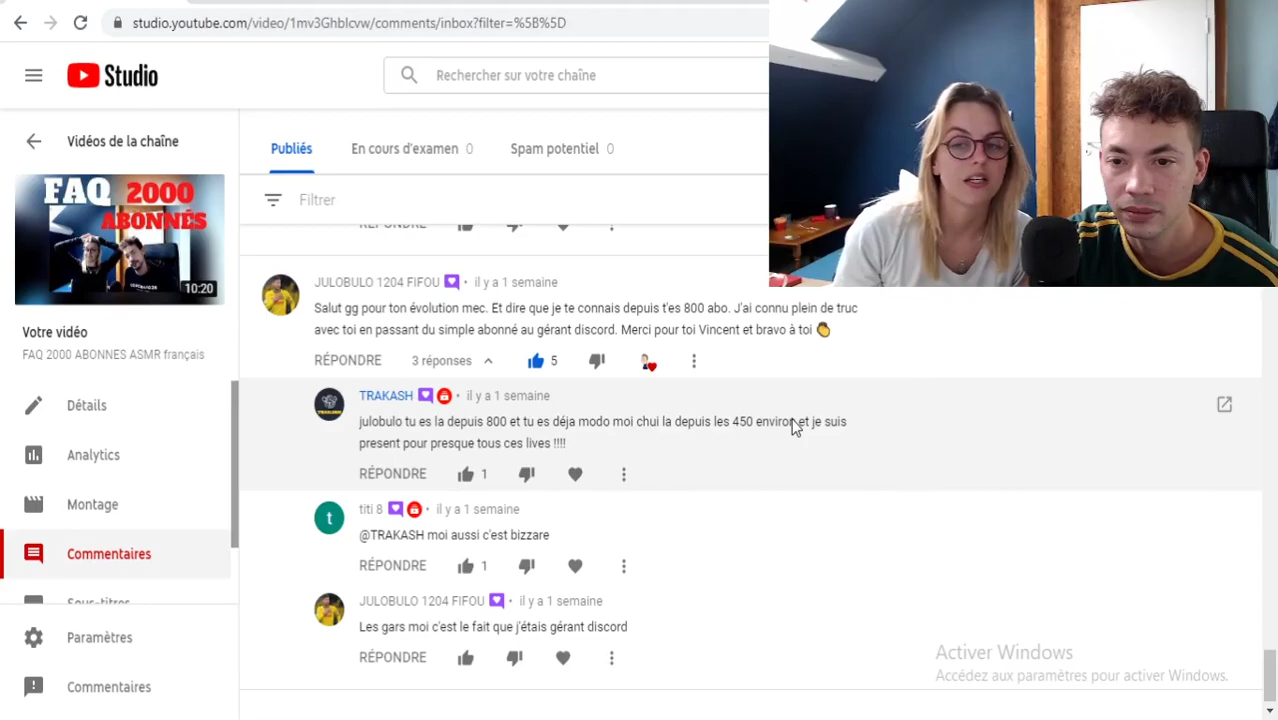 studio.youtube.com/video/1mv3Ghblcvw/comments/inbox?filter=%5B%5D
Studio
Rechercher sur votre chaîne
Vidéos de la chaîne
FAQ 2000
ABONNÉS
10:20
Votre vidéo
FAQ 2000 ABONNES ASMR français
Détails
Analytics
Montage
Commentaires
Sous-titres
Paramètres
Commentaires
Publiés
En cours d'examen 0
Spam potentiel 0
Filtrer
RÉPONDRE
JULOBULO 1204 FIFOU • il y a 1 semaine
Salut gg pour ton évolution mec. Et dire que je te connais depuis t'es 800 abo. J'ai connu plein de truc
avec toi en passant du simple abonné au gérant discord. Merci pour toi Vincent et bravo à toi 👏
RÉPONDRE 3 réponses 5
TRAKASH • il y a 1 semaine
julobulo tu es la depuis 800 et tu es déja modo moi chui la depuis les 450 environ et je suis
present pour presque tous ces lives !!!!
RÉPONDRE 1
t
titi 8 • il y a 1 semaine
@TRAKASH moi aussi c'est bizzare
RÉPONDRE 1
JULOBULO 1204 FIFOU • il y a 1 semaine
Les gars moi c'est le fait que j'étais gérant discord
RÉPONDRE
Activer Windows
Accédez aux paramètres pour activer Windows.